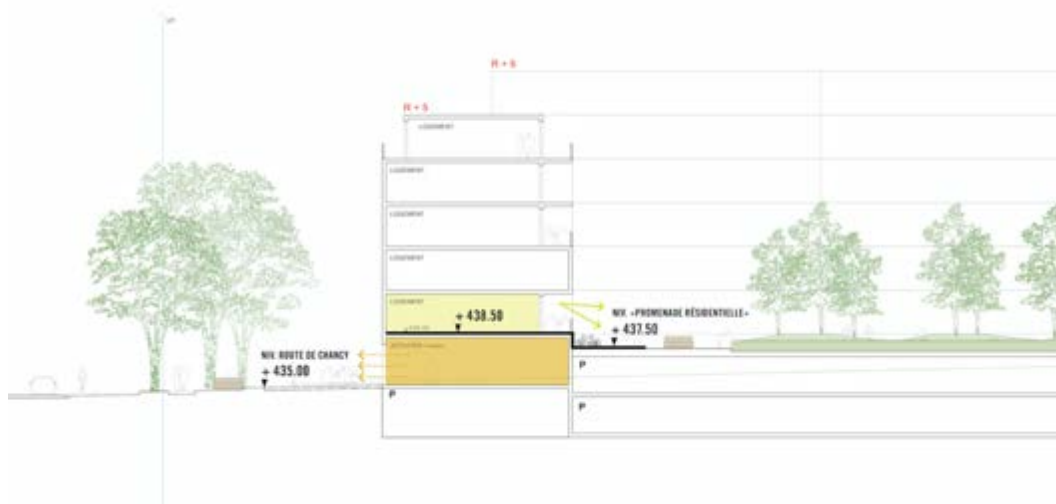 R + 6
R + 5
LOGEMENT
LOGEMENT
LOGEMENT
LOGEMENT
LOGEMENT
+ 438.50
NIV. «PROMENADE RÉSIDENTIELLE»
+ 437.50
NIV. ROUTE DE CHANCY
+ 435.00
P
P
P